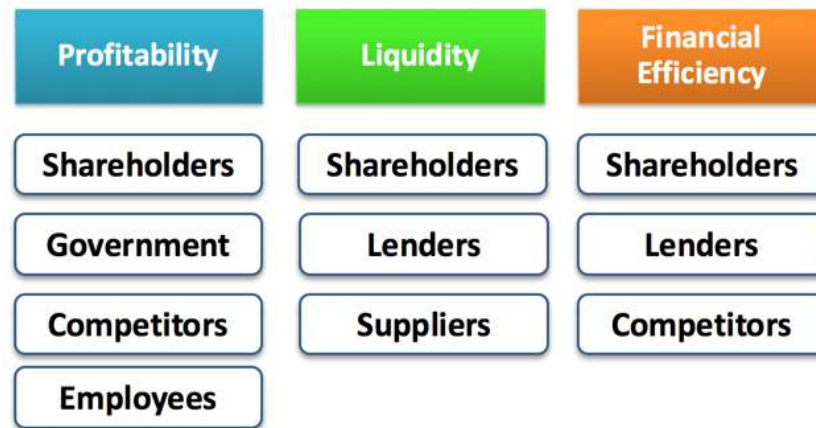 Profitability
Liquidity
Financial
Efficiency
Shareholders
Shareholders
Shareholders
Government
Lenders
Lenders
Competitors
Suppliers
Competitors
Employees